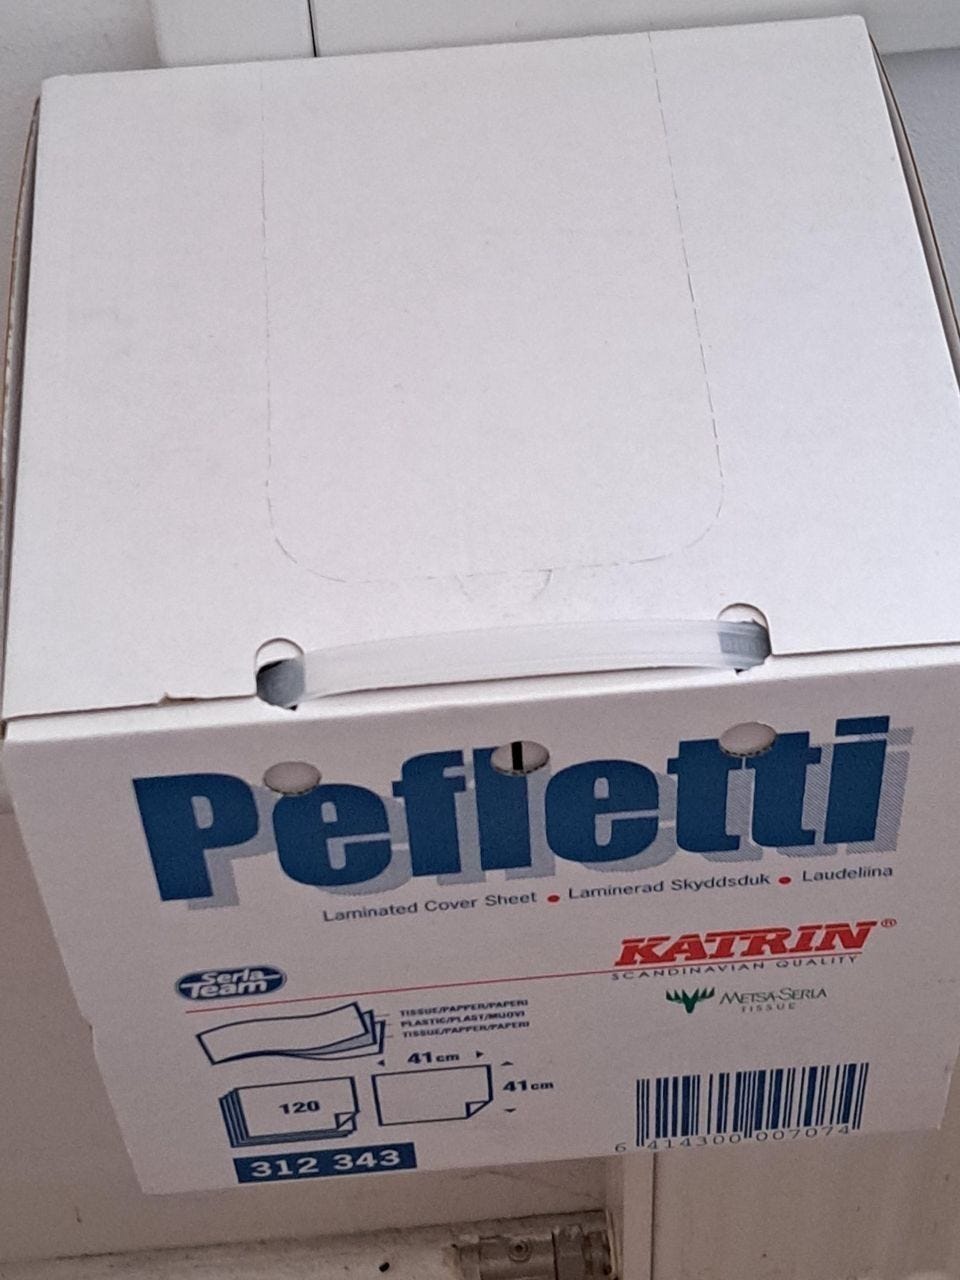 Pefletti
Laminated Cover Sheet • Laminerad Skyddsduk • Laudeliina
KATRIN®
SCANDINAVIAN QUALITY
Serla Team
METSÄ-SERLA
TISSUE
TISSUE/PAPPER/PAPERI
PLASTIC/PLAST/MUOVI
TISSUE/PAPPER/PAPERI
41cm
41cm
120
312 343
6 414300 007074